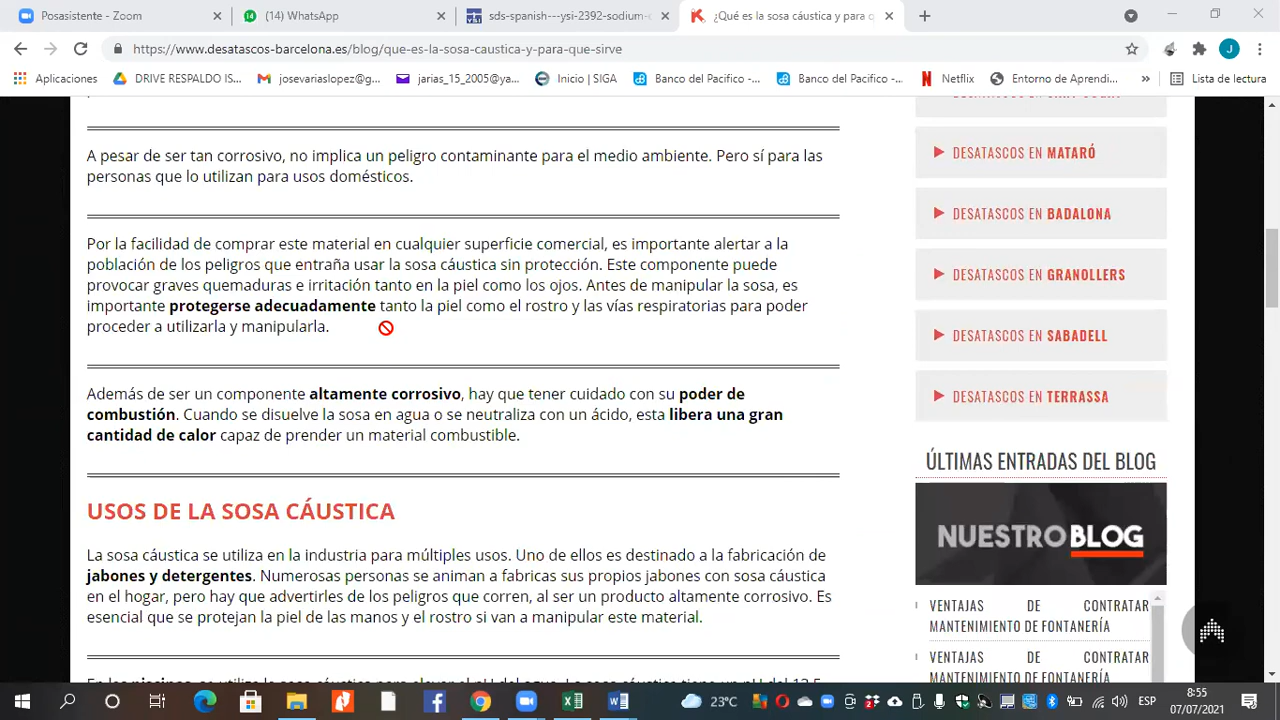 Posasistente - Zoom
(14) WhatsApp
sds-spanish---ysi-2392-sodium-
¿Qué es la sosa cáustica y para q
https://www.desatascos-barcelona.es/blog/que-es-la-sosa-caustica-y-para-que-sirve
J
Aplicaciones
DRIVE RESPALDO IS...
josevariaslopez@g...
jarias_15_2005@ya...
Inicio | SIGA
Banco del Pacifico -...
Banco del Pacifico -...
Netflix
Entorno de Aprendi...
»
Lista de lectura
A pesar de ser tan corrosivo, no implica un peligro contaminante para el medio ambiente. Pero sí para las
personas que lo utilizan para usos domésticos.
Por la facilidad de comprar este material en cualquier superficie comercial, es importante alertar a la
población de los peligros que entraña usar la sosa cáustica sin protección. Este componente puede
provocar graves quemaduras e irritación tanto en la piel como los ojos. Antes de manipular la sosa, es
importante protegerse adecuadamente tanto la piel como el rostro y las vías respiratorias para poder
proceder a utilizarla y manipularla.
Además de ser un componente altamente corrosivo, hay que tener cuidado con su poder de
combustión. Cuando se disuelve la sosa en agua o se neutraliza con un ácido, esta libera una gran
cantidad de calor capaz de prender un material combustible.
USOS DE LA SOSA CÁUSTICA
La sosa cáustica se utiliza en la industria para múltiples usos. Uno de ellos es destinado a la fabricación de
jabones y detergentes. Numerosas personas se animan a fabricas sus propios jabones con sosa cáustica
en el hogar, pero hay que advertirles de los peligros que corren, al ser un producto altamente corrosivo. Es
esencial que se protejan la piel de las manos y el rostro si van a manipular este material.
DESATASCOS EN MATARÓ
DESATASCOS EN BADALONA
DESATASCOS EN GRANOLLERS
DESATASCOS EN SABADELL
DESATASCOS EN TERRASSA
ÚLTIMAS ENTRADAS DEL BLOG
NUESTRO BLOG
VENTAJAS DE CONTRATAR
MANTENIMIENTO DE FONTANERÍA
VENTAJAS DE CONTRATAR
MANTENIMIENTO DE FONTANERÍA
23°C
ESP
8:55
07/07/2021